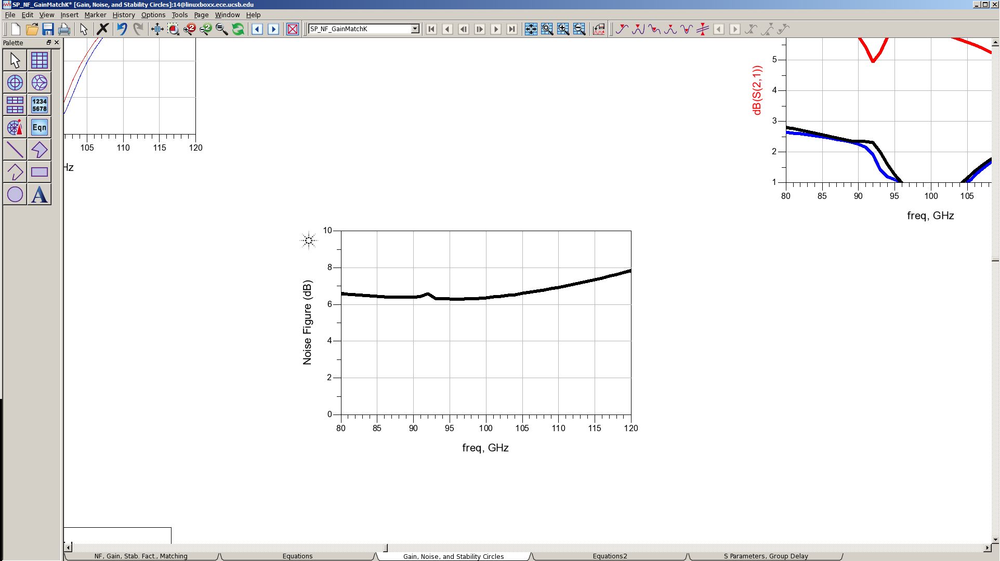 SP_NF_GainMatchK* [Gain, Noise, and Stability Circles]:14@linuxboxx.ece.ucsb.edu
File Edit View Insert Marker History Options Tools Page Window Help
SP_NF_GainMatchK
Palette
1234
5678
Eqn
A
105 110 115 120
Hz
dB(S(2,1))
5
4
3
2
1
80 85 90 95 100 105
freq, GHz
Noise Figure (dB)
10
8
6
4
2
0
80 85 90 95 100 105 110 115 120
freq, GHz
NF, Gain, Stab. Fact., Matching
Equations
Gain, Noise, and Stability Circles
Equations2
S Parameters, Group Delay